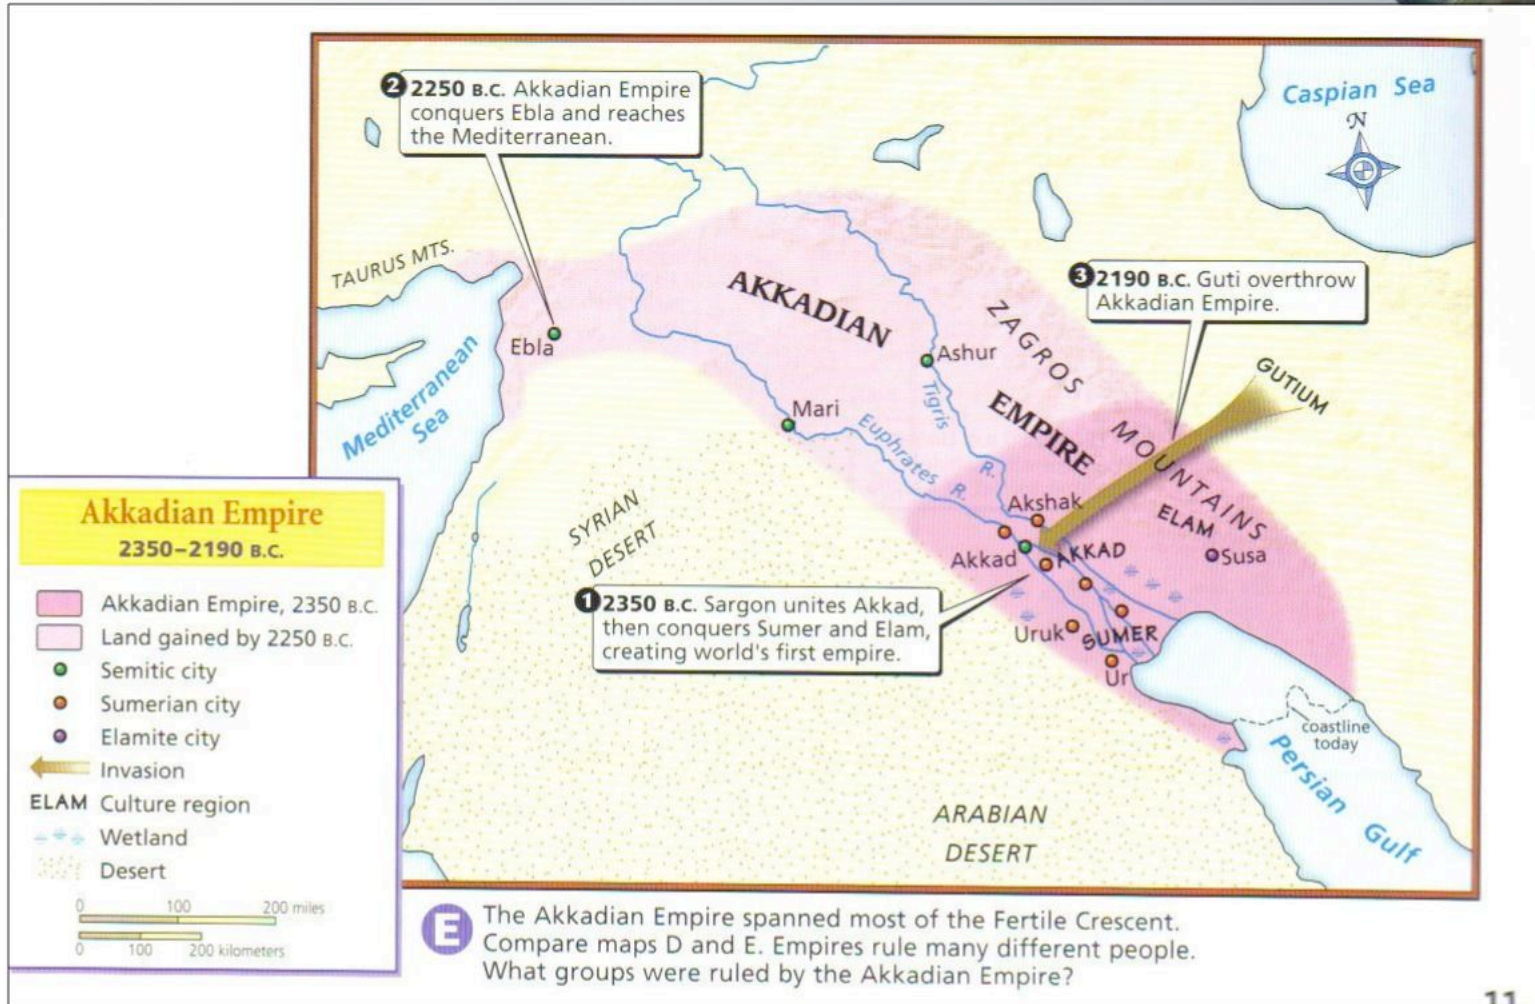 2 2250 B.C. Akkadian Empire
conquers Ebla and reaches
the Mediterranean.
Caspian Sea
N
TAURUS MTS.
3 2190 B.C. Guti overthrow
Akkadian Empire.
AKKADIAN
EMPIRE
ZAGROS
MOUNTAINS
Ebla
Ashur
GUTIUM
Mediterranean
Sea
Mari
Tigris
R.
Euphrates R.
Akshak
ELAM
Susa
SYRIAN
DESERT
Akkad
AKKAD
1 2350 B.C. Sargon unites Akkad,
then conquers Sumer and Elam,
creating world's first empire.
Uruk
SUMER
Ur
coastline
today
Persian Gulf
ARABIAN
DESERT
Akkadian Empire
2350–2190 B.C.
Akkadian Empire, 2350 B.C.
Land gained by 2250 B.C.
Semitic city
Sumerian city
Elamite city
Invasion
ELAM Culture region
Wetland
Desert
0 100 200 miles
0 100 200 kilometers
E The Akkadian Empire spanned most of the Fertile Crescent.
Compare maps D and E. Empires rule many different people.
What groups were ruled by the Akkadian Empire?
11